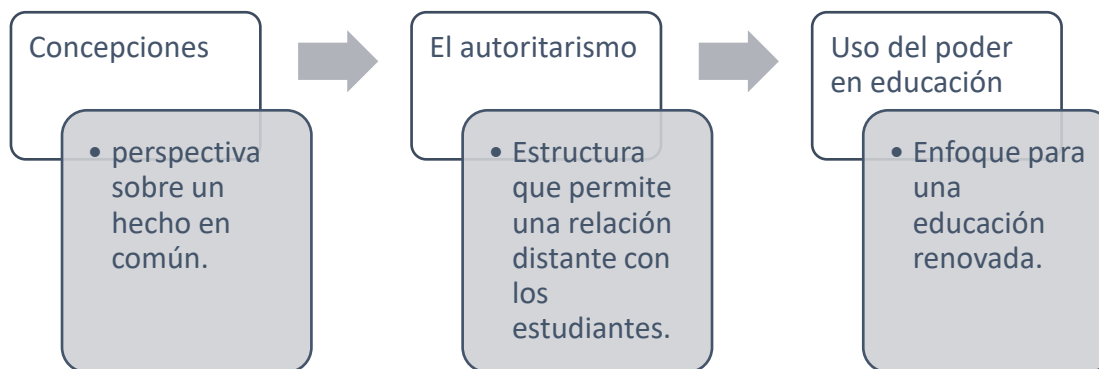 Concepciones
• perspectiva
sobre un
hecho en
común.
El autoritarismo
• Estructura
que permite
una relación
distante con
los
estudiantes.
Uso del poder
en educación
• Enfoque para
una
educación
renovada.